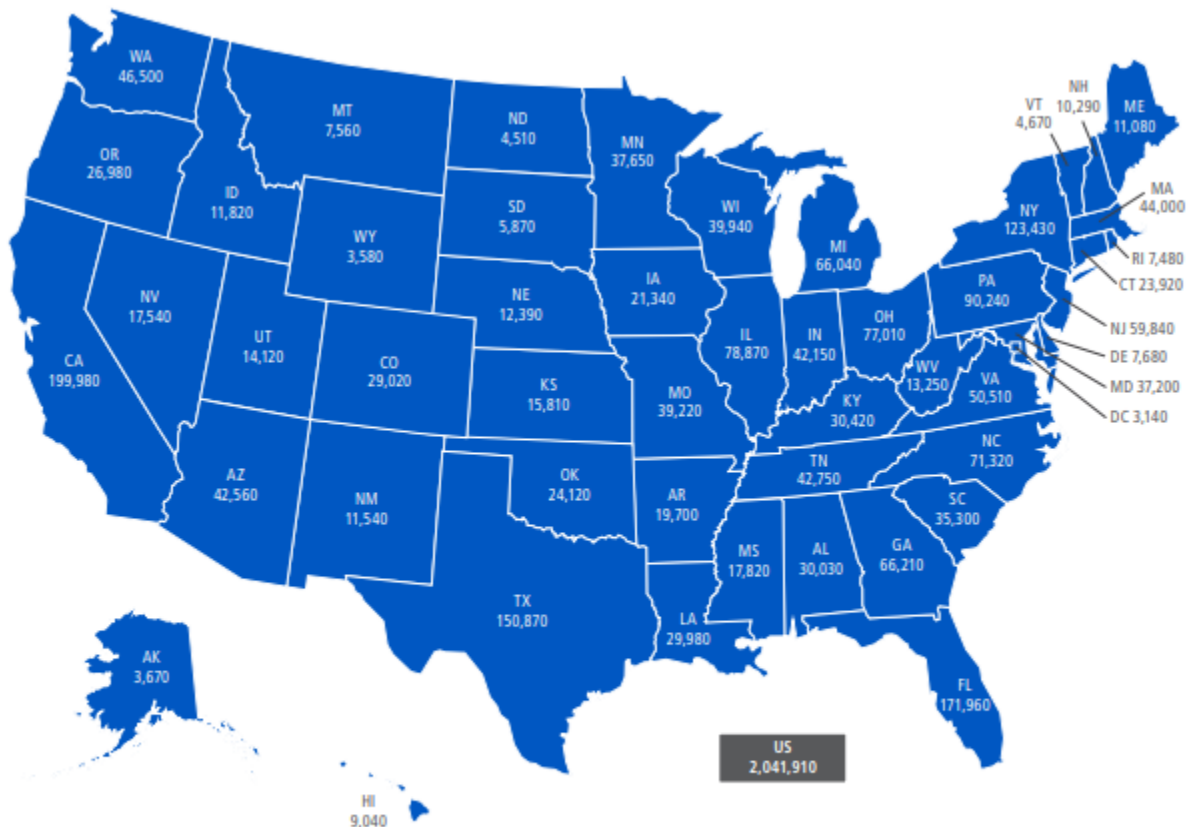 WA
46,500
MT
7,560
ND
4,510
MN
37,650
VT
4,670
NH
10,290
ME
11,080
OR
26,980
ID
11,820
SD
5,870
WI
39,940
MI
66,040
NY
123,430
MA
44,000
WY
3,580
RI 7,480
CT 23,920
NV
17,540
UT
14,120
NE
12,390
IA
21,340
PA
90,240
NJ 59,840
CA
199,980
CO
29,020
KS
15,810
MO
39,220
IL
78,870
IN
42,150
OH
77,010
WV
13,250
VA
50,510
DE 7,680
MD 37,200
DC 3,140
KY
30,420
AZ
42,560
NM
11,540
OK
24,120
AR
19,700
TN
42,750
NC
71,320
SC
35,300
TX
150,870
LA
29,980
MS
17,820
AL
30,030
GA
66,210
AK
3,670
FL
171,960
US
2,041,910
HI
9,040